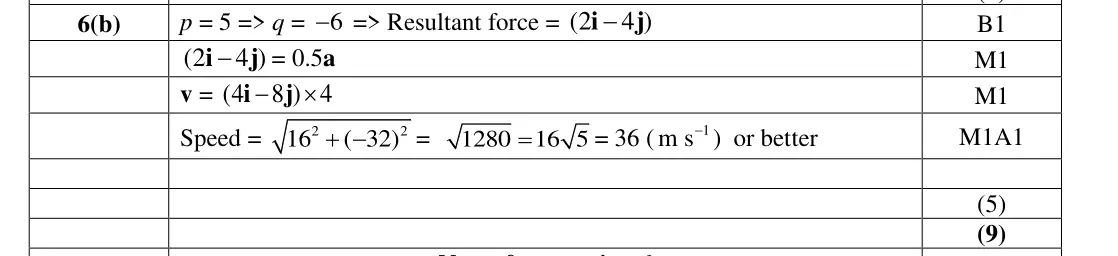 6(b) p = 5 => q = −6 => Resultant force = (2i − 4j) B1
(2i − 4j) = 0.5a M1
v = (4i − 8j) × 4 M1
Speed = √(16² + (−32)²) = √1280 = 16√5 = 36 (m s⁻¹) or better M1A1
(5)
(9)